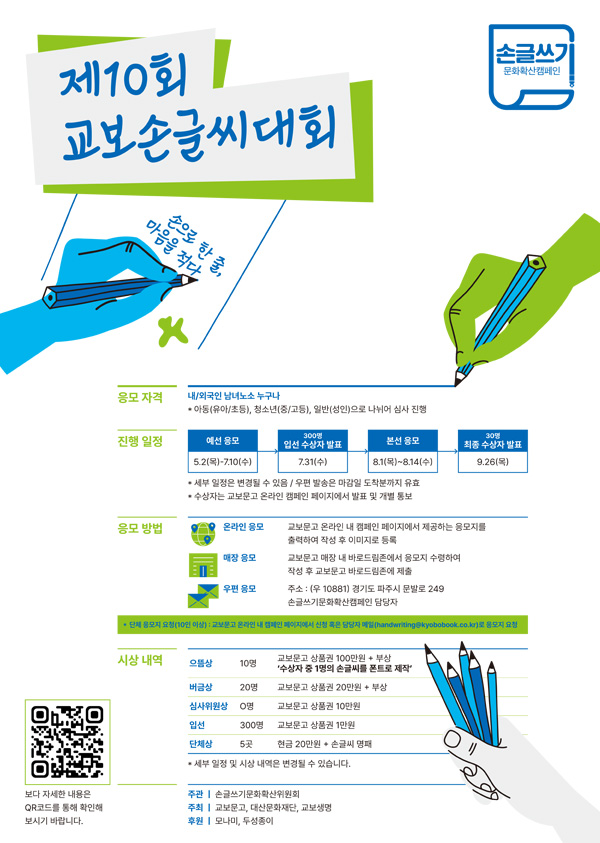 제10회
교보손글씨대회
손글쓰기
문화확산캠페인
손으로 한 줄,
마음을 적다
응모 자격
내/외국인 남녀노소 누구나
* 아동(유아/초등), 청소년(중/고등), 일반(성인)으로 나뉘어 심사 진행
진행 일정
예선 응모
5.2(목)-7.10(수)
300명
입선 수상자 발표
7.31(수)
본선 응모
8.1(목)~8.14(수)
30명
최종 수상자 발표
9.26(목)
* 세부 일정은 변경될 수 있음 / 우편 발송은 마감일 도착분까지 유효
* 수상자는 교보문고 온라인 캠페인 페이지에서 발표 및 개별 통보
응모 방법
온라인 응모
교보문고 온라인 내 캠페인 페이지에서 제공하는 응모지를
출력하여 작성 후 이미지로 등록
매장 응모
교보문고 매장 내 바로드림존에서 응모지 수령하여
작성 후 교보문고 바로드림존에 제출
우편 응모
주소 : (우 10881) 경기도 파주시 문발로 249
손글쓰기문화확산캠페인 담당자
* 단체 응모지 요청(10인 이상) : 교보문고 온라인 내 캠페인 페이지에서 신청 혹은 담당자 메일(handwriting@kyobobook.co.kr)로 응모지 요청
시상 내역
으뜸상 10명 교보문고 상품권 100만원 + 부상
'수상자 중 1명의 손글씨를 폰트로 제작'
버금상 20명 교보문고 상품권 20만원 + 부상
심사위원상 O명 교보문고 상품권 10만원
입선 300명 교보문고 상품권 1만원
단체상 5곳 현금 20만원 + 손글씨 명패
* 세부 일정 및 시상 내역은 변경될 수 있습니다.
보다 자세한 내용은
QR코드를 통해 확인해
보시기 바랍니다.
주관 | 손글쓰기문화확산위원회
주최 | 교보문고, 대산문화재단, 교보생명
후원 | 모나미, 두성종이